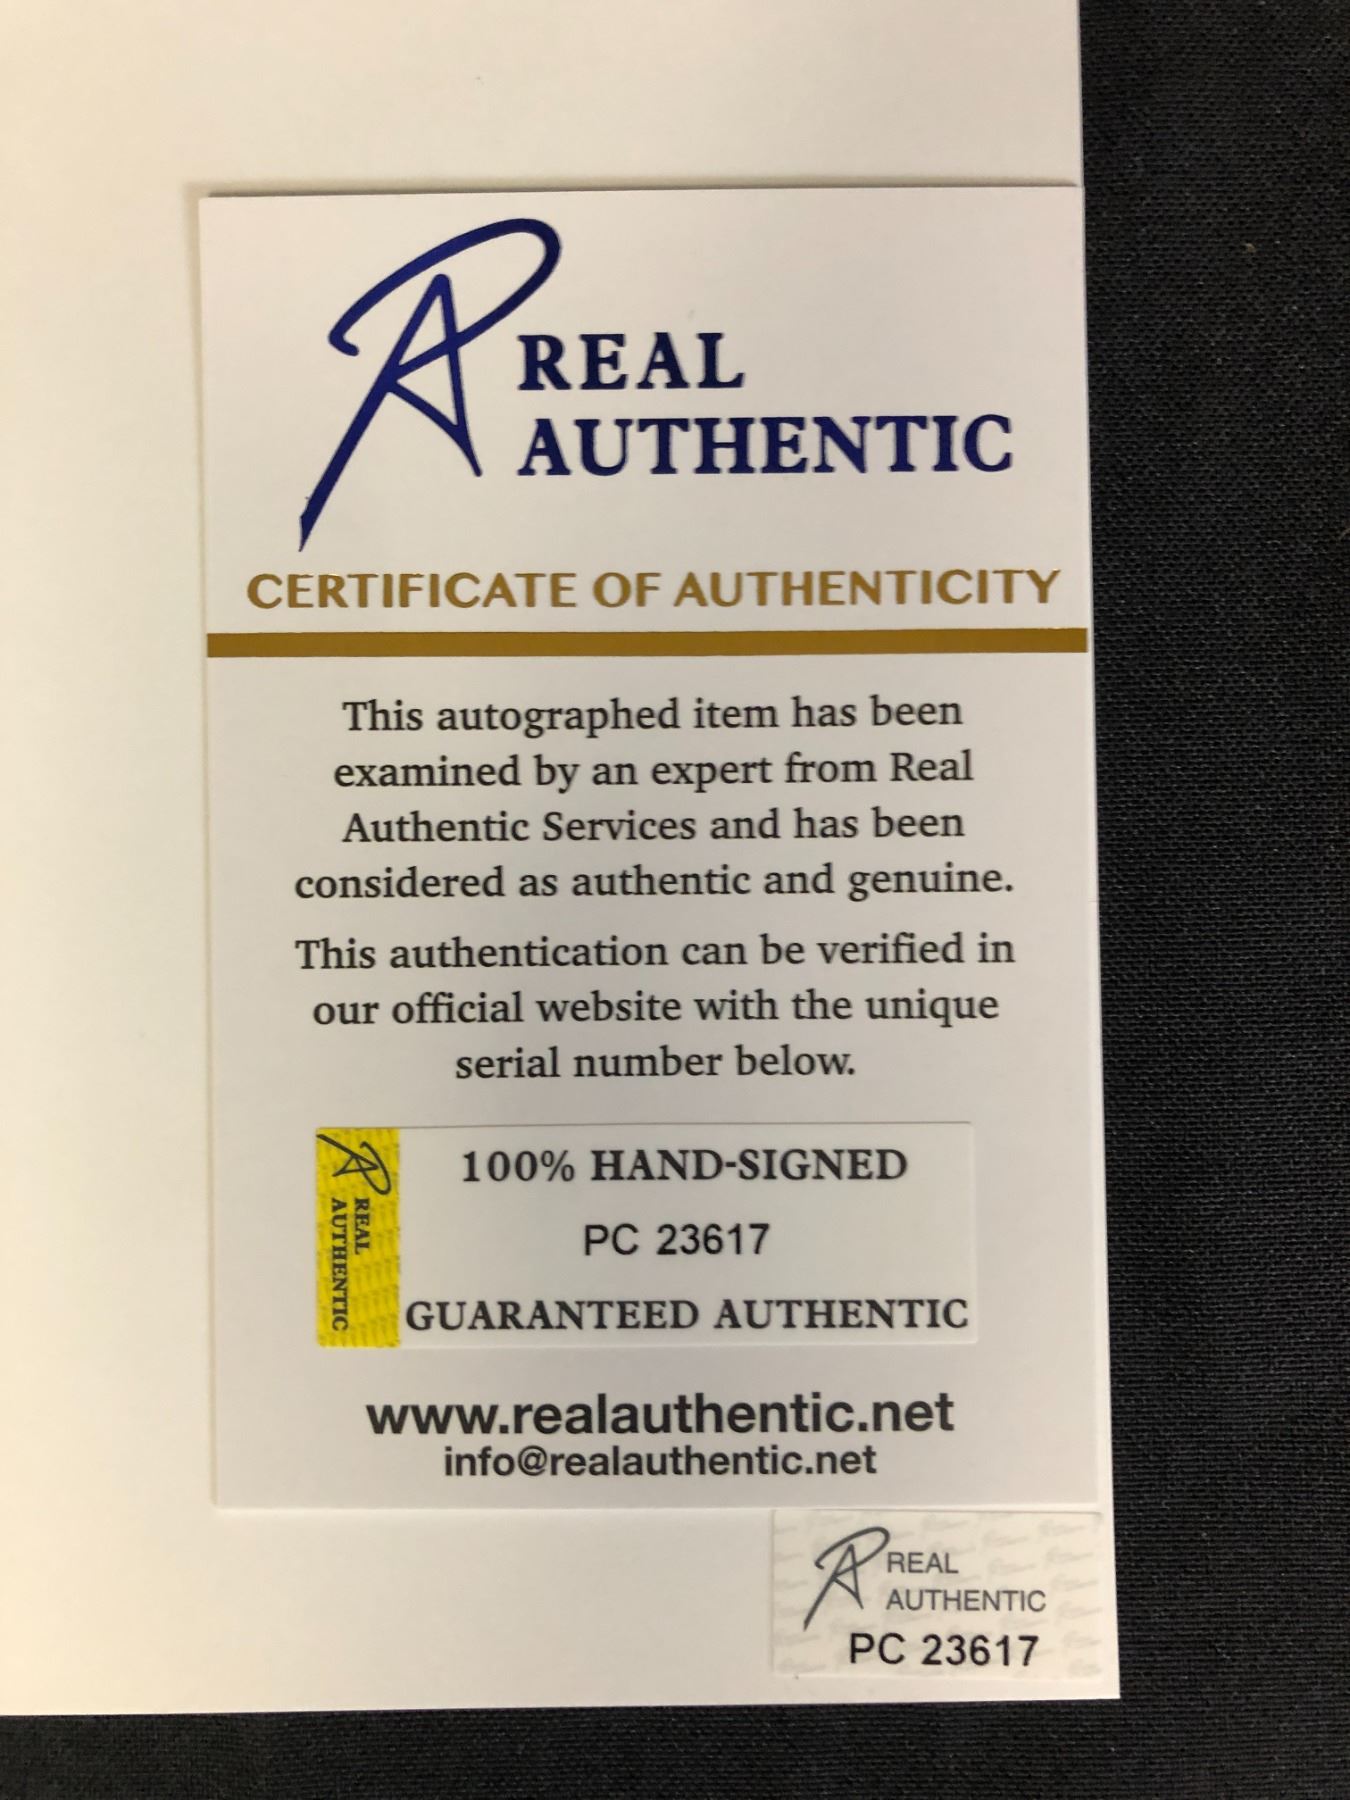 REAL
AUTHENTIC
CERTIFICATE OF AUTHENTICITY
This autographed item has been
examined by an expert from Real
Authentic Services and has been
considered as authentic and genuine.
This authentication can be verified in
our official website with the unique
serial number below.
REAL
AUTHENTIC
100% HAND-SIGNED
PC 23617
GUARANTEED AUTHENTIC
www.realauthentic.net
info@realauthentic.net
REAL
AUTHENTIC
PC 23617